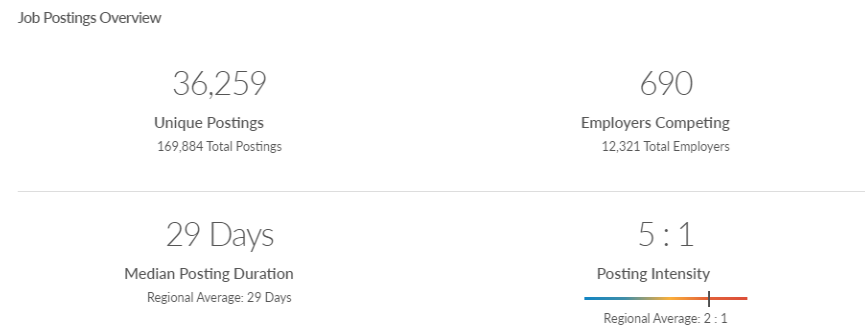 Job Postings Overview
36,259
690
Unique Postings
Employers Competing
169,884 Total Postings
12,321 Total Employers
29 Days
5 : 1
Median Posting Duration
Posting Intensity
Regional Average: 29 Days
Regional Average: 2 : 1